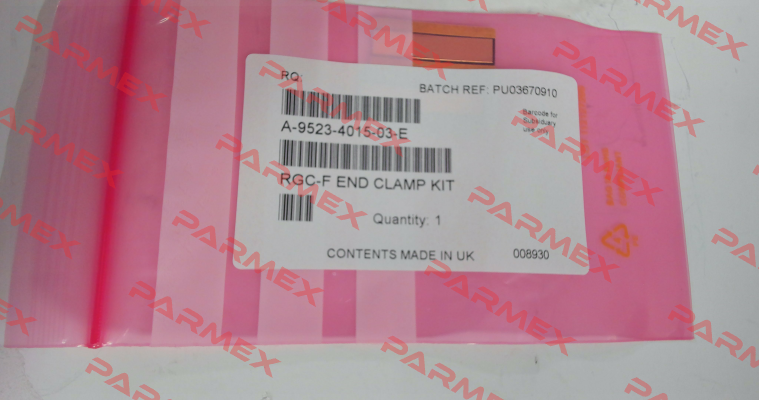 RQ:
BATCH REF: PU03670910
Barcode for
Subsidiary
use only
A-9523-4015-03-E
RGC-F END CLAMP KIT
Quantity: 1
CONTENTS MADE IN UK 008930
PARMEX